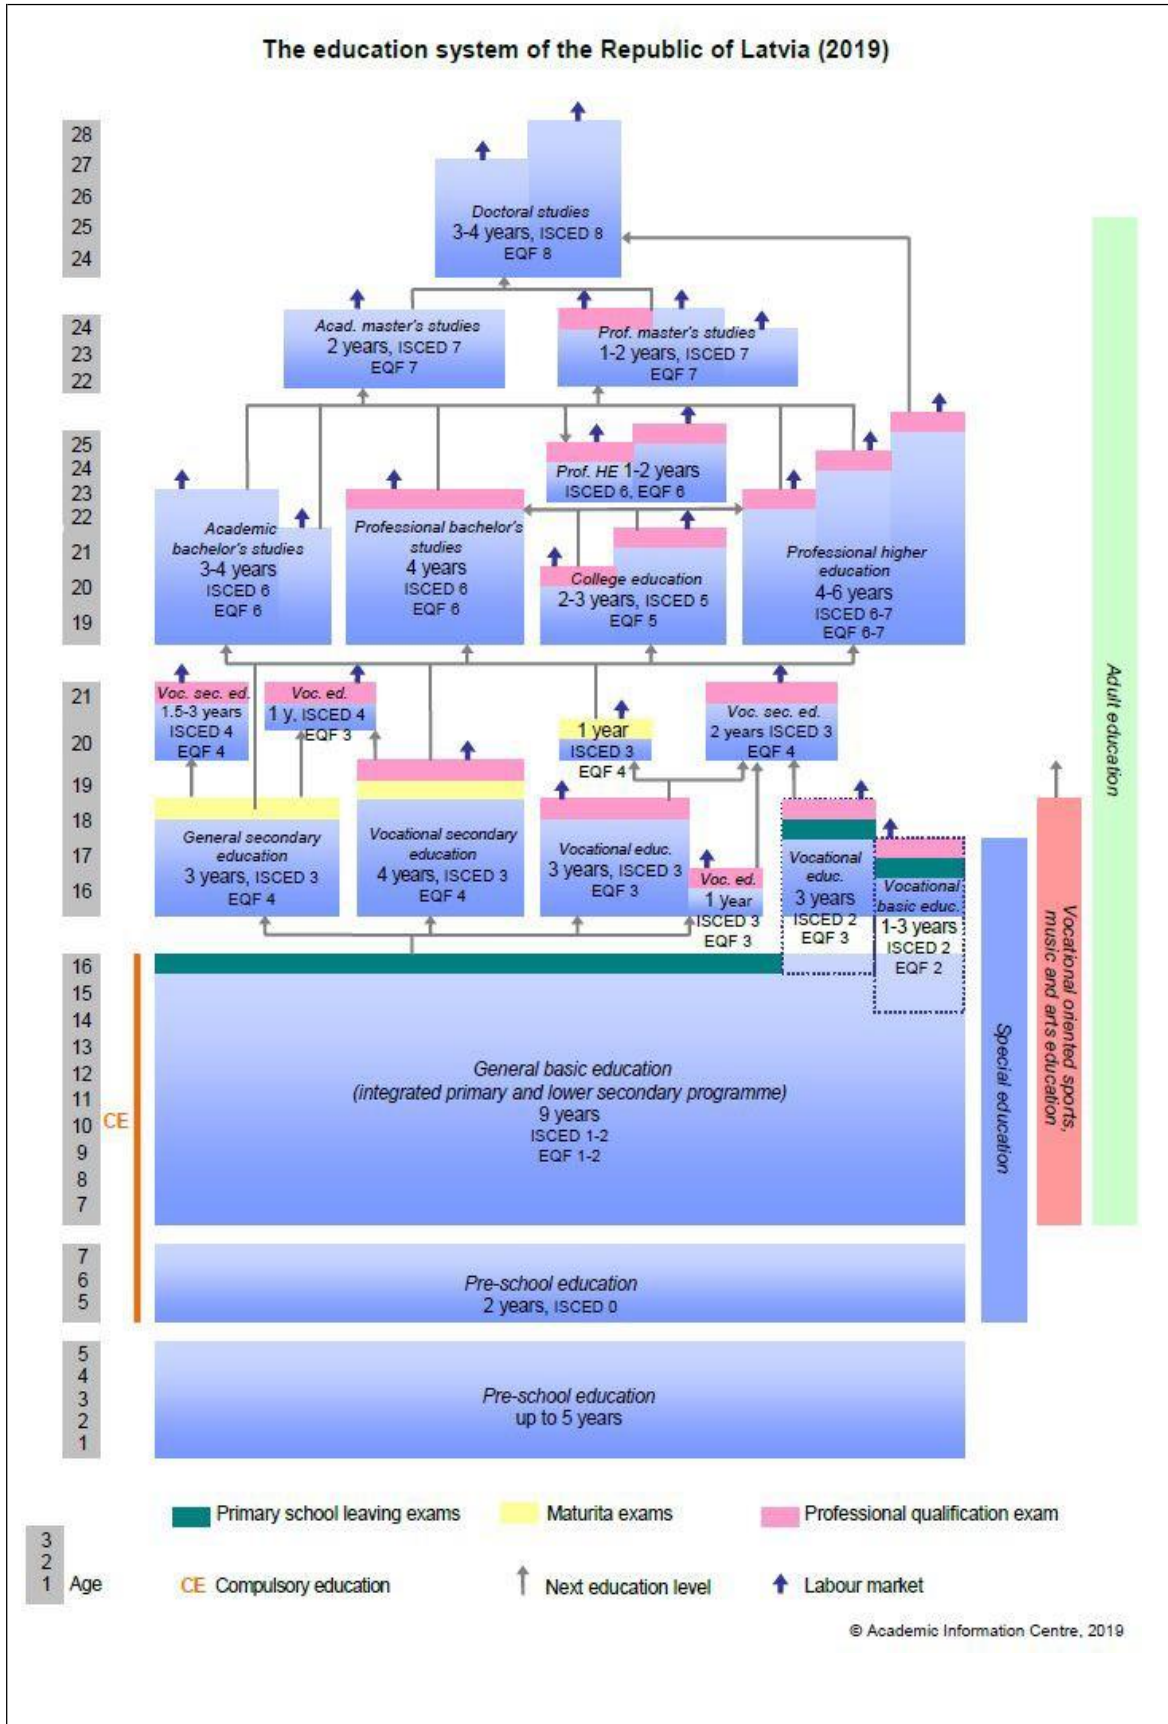 The education system of the Republic of Latvia (2019)
28
27
26
25
24
Doctoral studies
3-4 years, ISCED 8
EQF 8
24
23
22
Acad. master's studies
2 years, ISCED 7
EQF 7
Prof. master's studies
1-2 years, ISCED 7
EQF 7
25
24
23
22
21
20
19
Academic
bachelor's studies
3-4 years
ISCED 6
EQF 6
Professional bachelor's
studies
4 years
ISCED 6
EQF 6
Prof. HE 1-2 years
ISCED 6, EQF 6
College education
2-3 years, ISCED 5
EQF 5
Professional higher
education
4-6 years
ISCED 6-7
EQF 6-7
21
20
19
18
17
16
Voc. sec. ed.
1.5-3 years
ISCED 4
EQF 4
Voc. ed.
1 y, ISCED 4
EQF 3
1 year
ISCED 3
EQF 4
Voc. sec. ed.
2 years ISCED 3
EQF 4
General secondary
education
3 years, ISCED 3
EQF 4
Vocational secondary
education
4 years, ISCED 3
EQF 4
Vocational educ.
3 years, ISCED 3
EQF 3
Voc. ed.
1 year
ISCED 3
EQF 3
Vocational
educ.
3 years
ISCED 2
EQF 3
Vocational
basic educ.
1-3 years
ISCED 2
EQF 2
16
15
14
13
12
11
10
9
8
7
CE
General basic education
(integrated primary and lower secondary programme)
9 years
ISCED 1-2
EQF 1-2
7
6
5
Pre-school education
2 years, ISCED 0
5
4
3
2
1
Pre-school education
up to 5 years
Special education
Vocational oriented sports,
music and arts education
Adult education
Primary school leaving exams
Maturita exams
Professional qualification exam
3
2
1
Age
CE Compulsory education
Next education level
Labour market
© Academic Information Centre, 2019